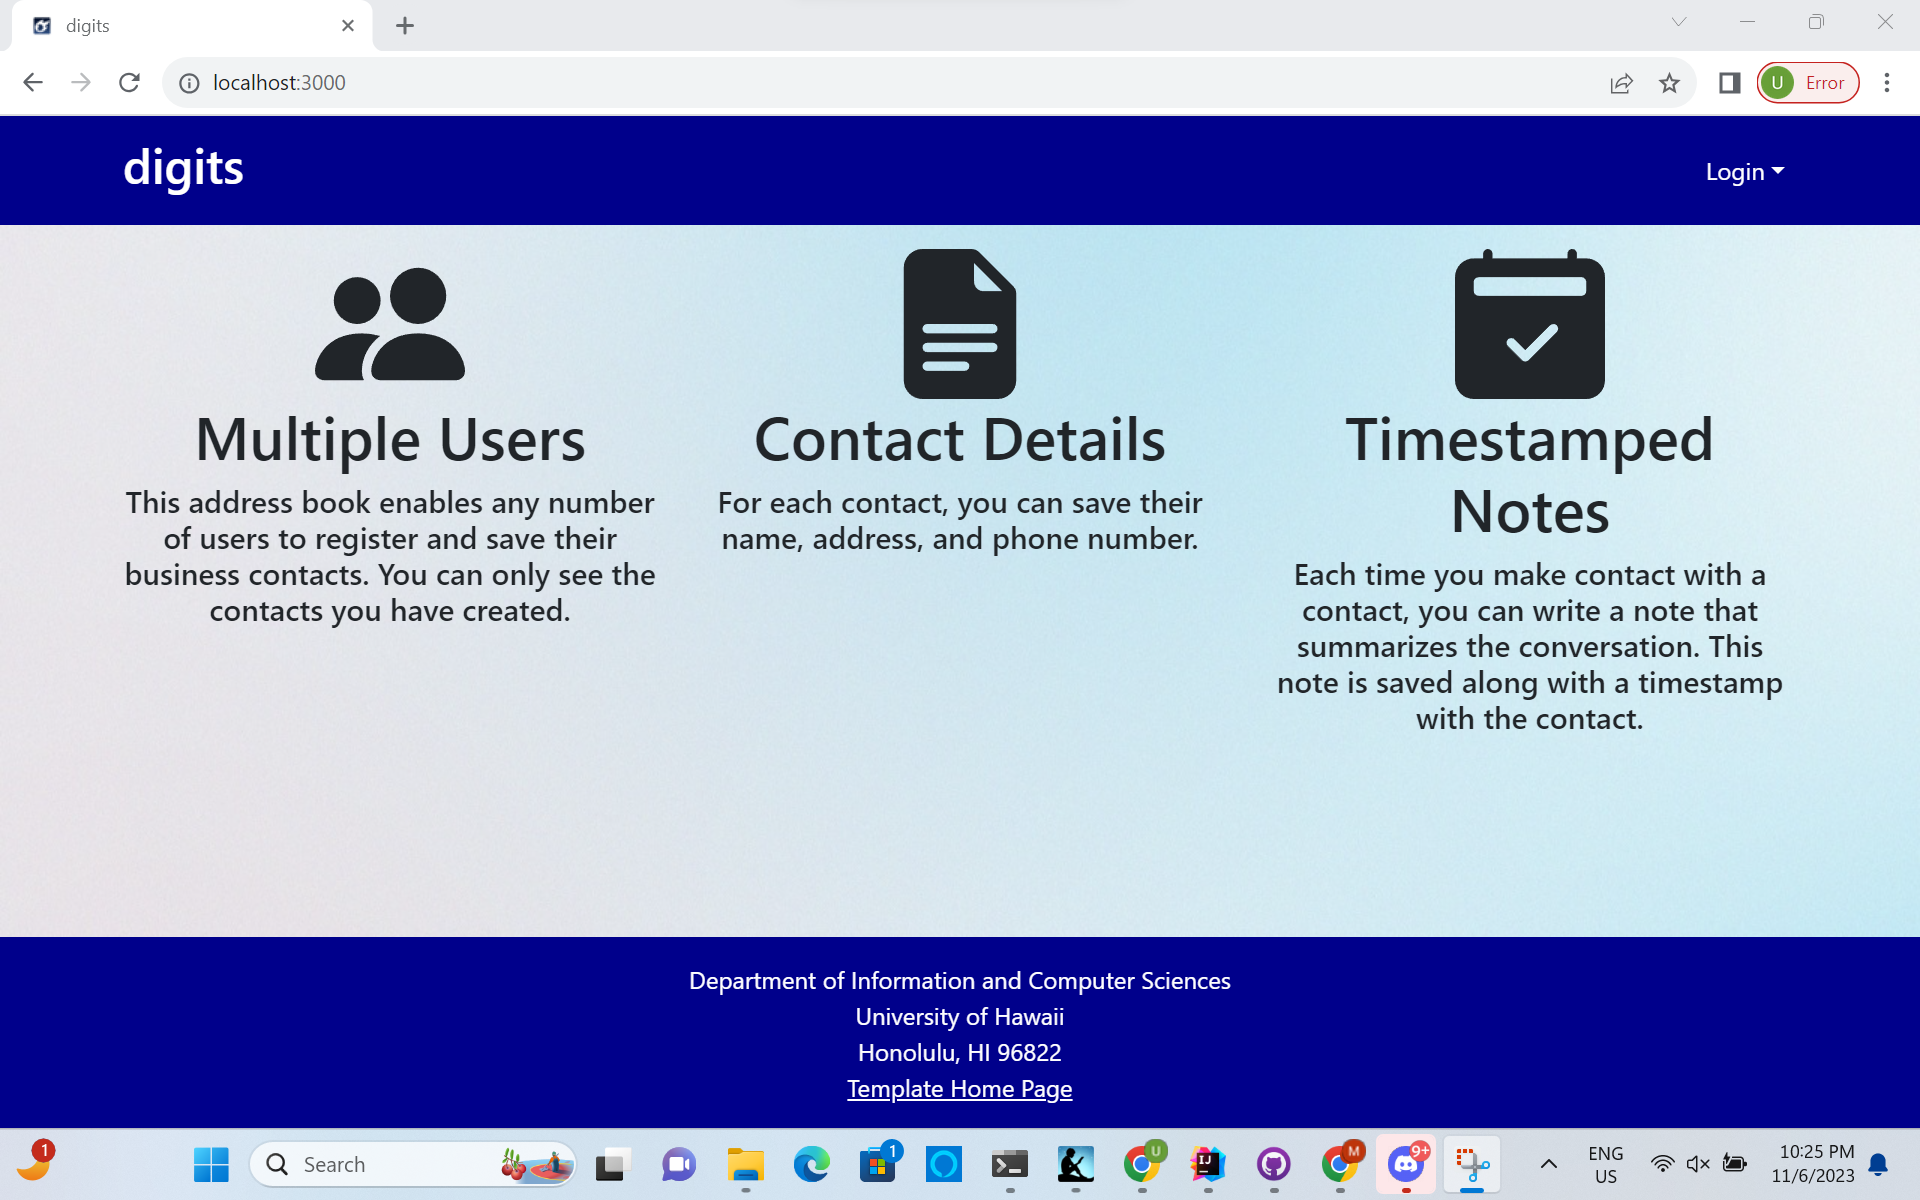 digits
localhost:3000
U Error
digits
Login
Multiple Users
This address book enables any number
of users to register and save their
business contacts. You can only see the
contacts you have created.
Contact Details
For each contact, you can save their
name, address, and phone number.
Timestamped
Notes
Each time you make contact with a
contact, you can write a note that
summarizes the conversation. This
note is saved along with a timestamp
with the contact.
Department of Information and Computer Sciences
University of Hawaii
Honolulu, HI 96822
Template Home Page
1
Search
1
U
IJ
M
9+
ENG
US
10:25 PM
11/6/2023